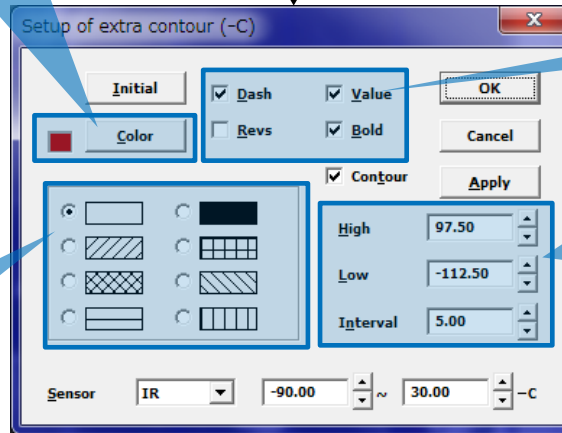 Setup of extra contour (-C)
Initial
Dash
Value
OK
Color
Revs
Bold
Cancel
Contour
Apply
High 97.50
Low -112.50
Interval 5.00
Sensor IR -90.00 ~ 30.00 -C